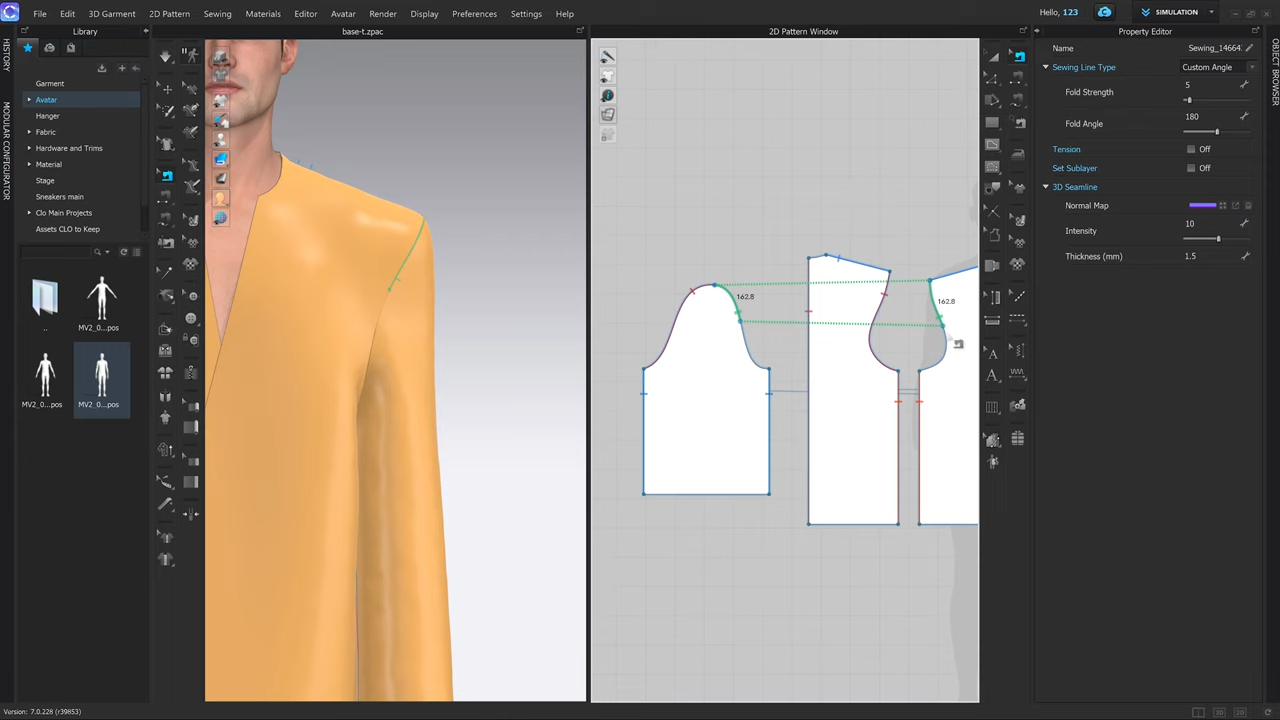 File Edit 3D Garment 2D Pattern Sewing Materials Editor Avatar Render Display Preferences Settings Help
Hello, 123
SIMULATION
Library
base-t.zpac
2D Pattern Window
Property Editor
HISTORY
MODULAR CONFIGURATOR
OBJECT BROWSER
Garment
Avatar
Hanger
Fabric
Hardware and Trims
Material
Stage
Sneakers main
Clo Main Projects
Assets CLO to Keep
..
MV2_0....pos
MV2_0....pos
MV2_0....pos
162.8
162.8
Name Sewing_14664
Sewing Line Type Custom Angle
Fold Strength 5
Fold Angle 180
Tension Off
Set Sublayer Off
3D Seamline
Normal Map
Intensity 10
Thickness (mm) 1.5
Version: 7.0.228 (r39853)
1 3D 2D